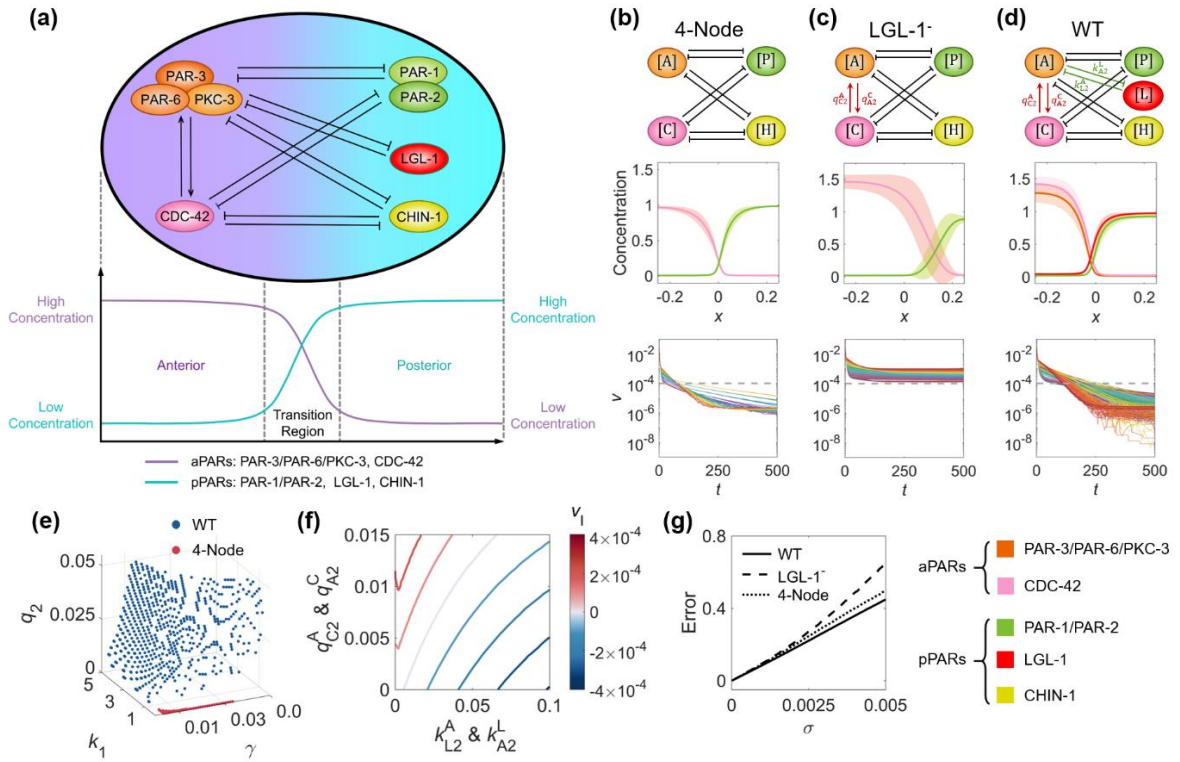 (a)
PAR-3
PAR-6
PKC-3
PAR-1
PAR-2
LGL-1
CDC-42
CHIN-1
High
Concentration
High
Concentration
Anterior
Posterior
Low
Concentration
Transition
Region
Low
Concentration
aPARs: PAR-3/PAR-6/PKC-3, CDC-42
pPARs: PAR-1/PAR-2, LGL-1, CHIN-1
(b)
4-Node
[A]
[P]
[C]
[H]
Concentration
1.5
1
0.5
0
-0.2 0 0.2
x
v
10⁻²
10⁻⁴
10⁻⁶
10⁻⁸
0 250 500
t
(c)
LGL-1⁻
[A]
[P]
q^A_C2 q^C_A2
[C]
[H]
1.5
1
0.5
0
-0.2 0 0.2
x
10⁻²
10⁻⁴
10⁻⁶
10⁻⁸
0 250 500
t
(d)
WT
[A]
[P]
k^L_A2
k^A_L2
[L]
q^A_C2 q^C_A2
[C]
[H]
1.5
1
0.5
0
-0.2 0 0.2
x
10⁻²
10⁻⁴
10⁻⁶
10⁻⁸
0 250 500
t
(e)
WT
4-Node
q₂
0.05
0.025
0
5
3
1
k₁
0.01
0.03
0.0
γ
(f)
q^A_C2 & q^C_A2
0.015
0.01
0.005
0
0 0.05 0.1
k^A_L2 & k^L_A2
v_I
4×10⁻⁴
2×10⁻⁴
0
-2×10⁻⁴
-4×10⁻⁴
(g)
WT
LGL-1⁻
4-Node
Error
0.8
0.4
0
0 0.0025 0.005
σ
aPARs
PAR-3/PAR-6/PKC-3
CDC-42
pPARs
PAR-1/PAR-2
LGL-1
CHIN-1